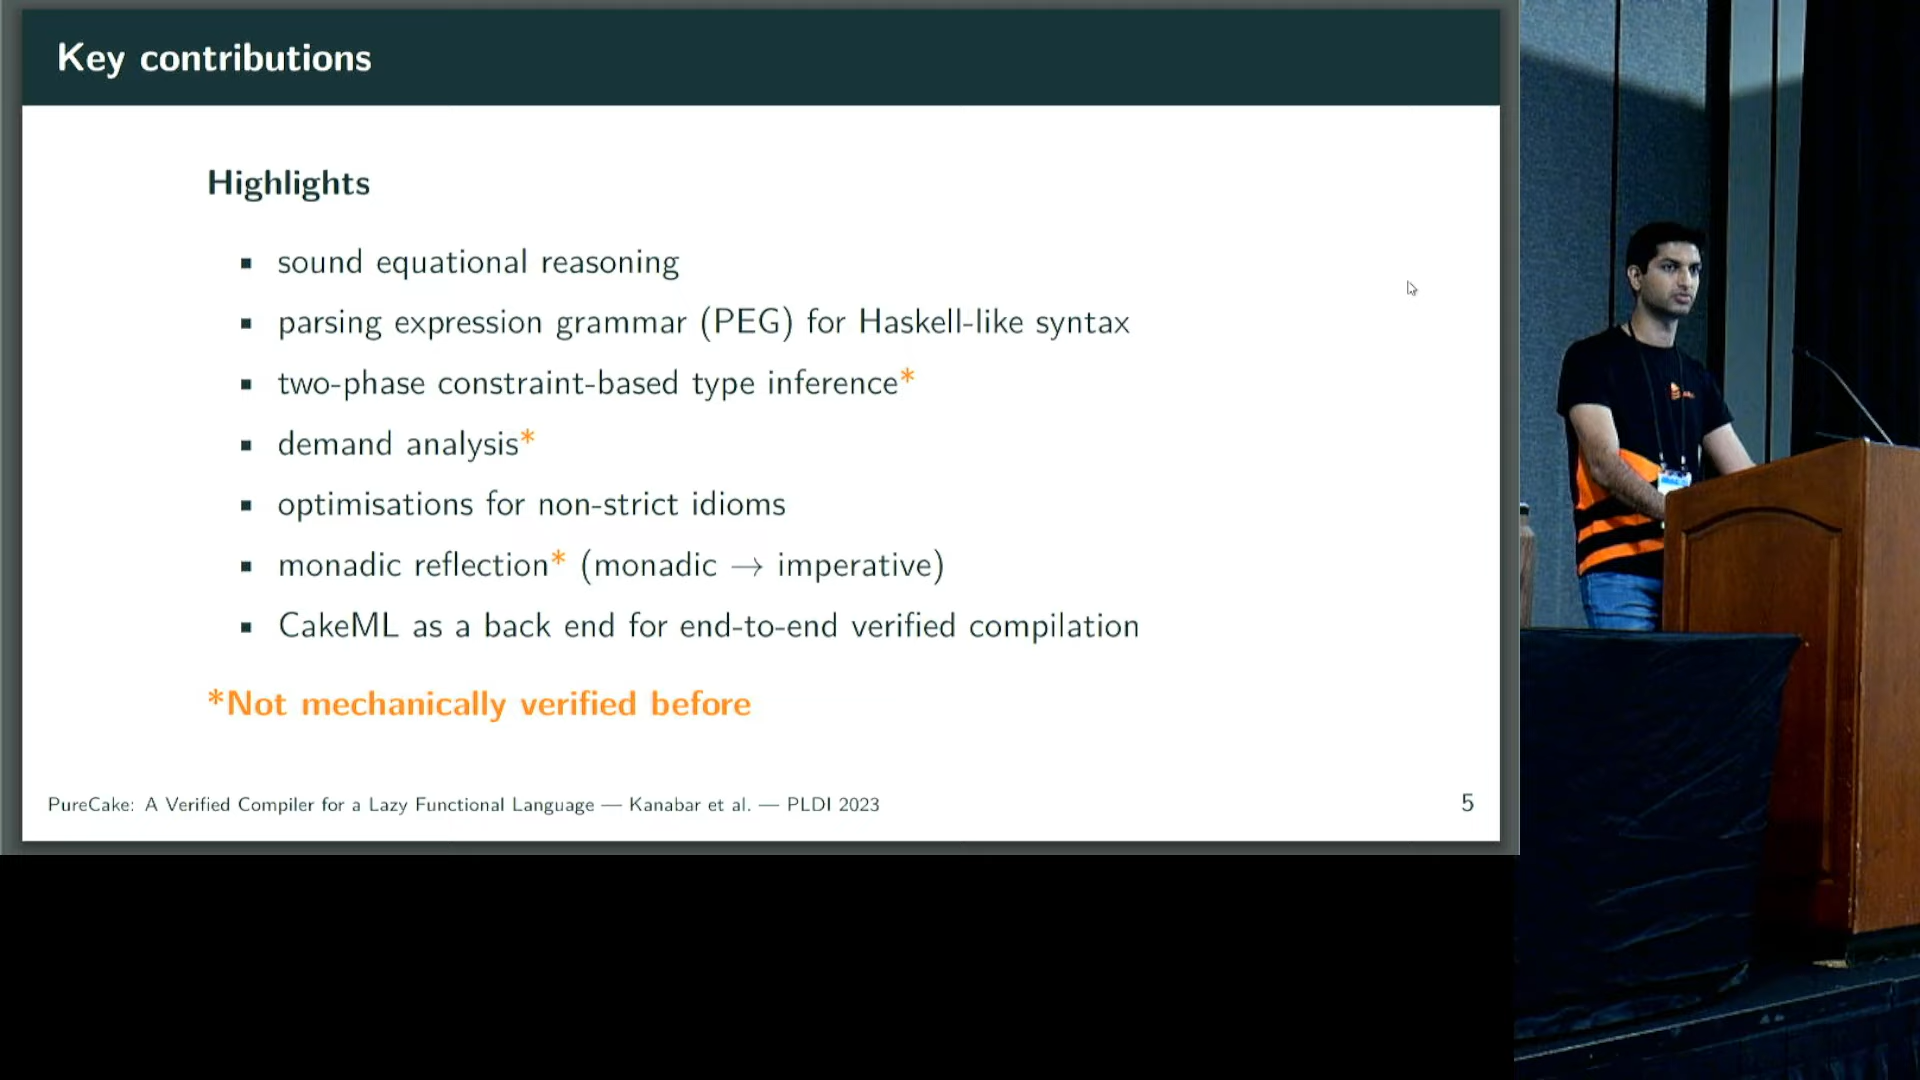 Key contributions
Highlights
▪ sound equational reasoning
▪ parsing expression grammar (PEG) for Haskell-like syntax
▪ two-phase constraint-based type inference*
▪ demand analysis*
▪ optimisations for non-strict idioms
▪ monadic reflection* (monadic → imperative)
▪ CakeML as a back end for end-to-end verified compilation
*Not mechanically verified before
PureCake: A Verified Compiler for a Lazy Functional Language — Kanabar et al. — PLDI 2023
5